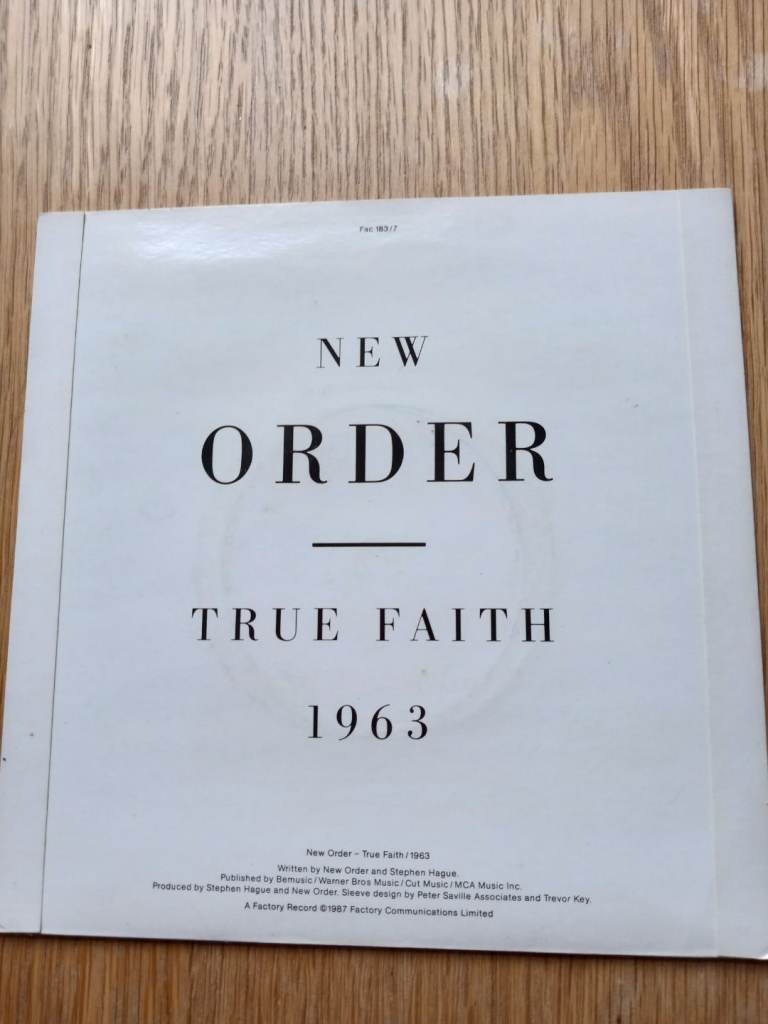 Fac 183/7
NEW
ORDER
TRUE FAITH
1963
New Order – True Faith/1963
Written by New Order and Stephen Hague.
Published by Bemusic/Warner Bros Music/Cut Music/MCA Music Inc.
Produced by Stephen Hague and New Order. Sleeve design by Peter Saville Associates and Trevor Key.
A Factory Record ©1987 Factory Communications Limited